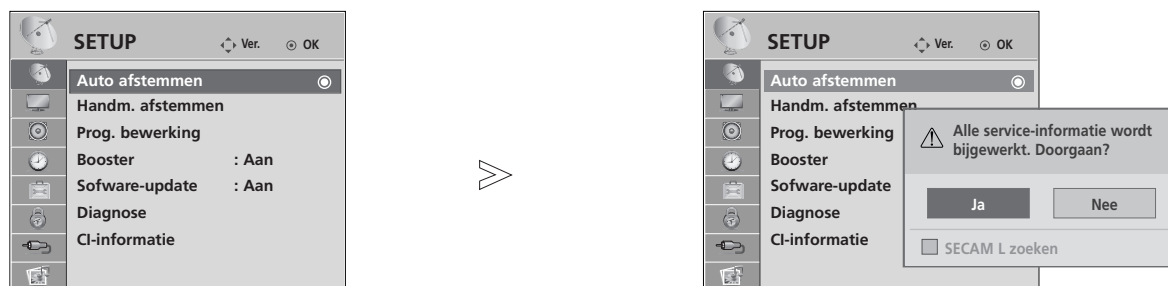 SETUP Ver. OK
Auto afstemmen
Handm. afstemmen
Prog. bewerking
Booster : Aan
Sofware-update : Aan
Diagnose
CI-informatie
SETUP Ver. OK
Auto afstemmen
Handm. afstemmen
Prog. bewerking
Booster
Sofware-update
Diagnose
CI-informatie
Alle service-informatie wordt
bijgewerkt. Doorgaan?
Ja Nee
SECAM L zoeken